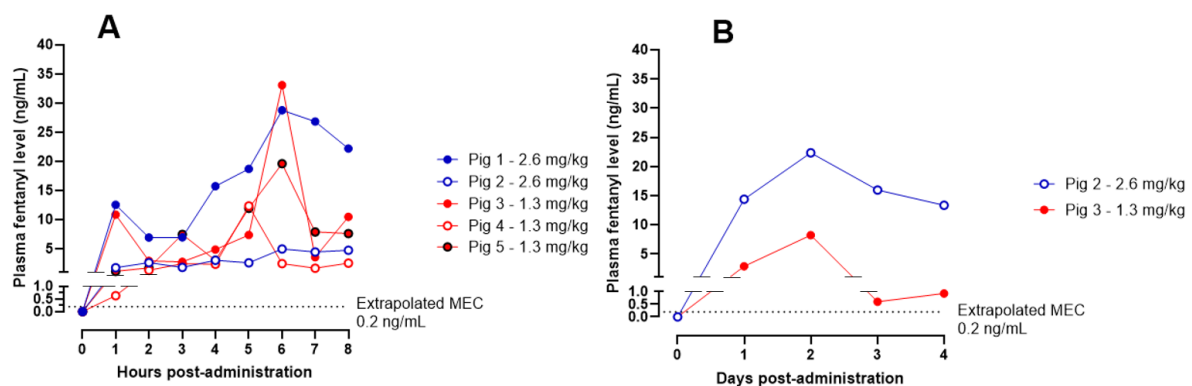 A
Plasma fentanyl level (ng/mL)
40
35
30
25
20
15
10
5
1.0
0.5
0.0
0 1 2 3 4 5 6 7 8
Hours post-administration
Extrapolated MEC
0.2 ng/mL
Pig 1 - 2.6 mg/kg
Pig 2 - 2.6 mg/kg
Pig 3 - 1.3 mg/kg
Pig 4 - 1.3 mg/kg
Pig 5 - 1.3 mg/kg
B
Plasma fentanyl level (ng/mL)
40
35
30
25
20
15
10
5
1.0
0.5
0.0
0 1 2 3 4
Days post-administration
Extrapolated MEC
0.2 ng/mL
Pig 2 - 2.6 mg/kg
Pig 3 - 1.3 mg/kg